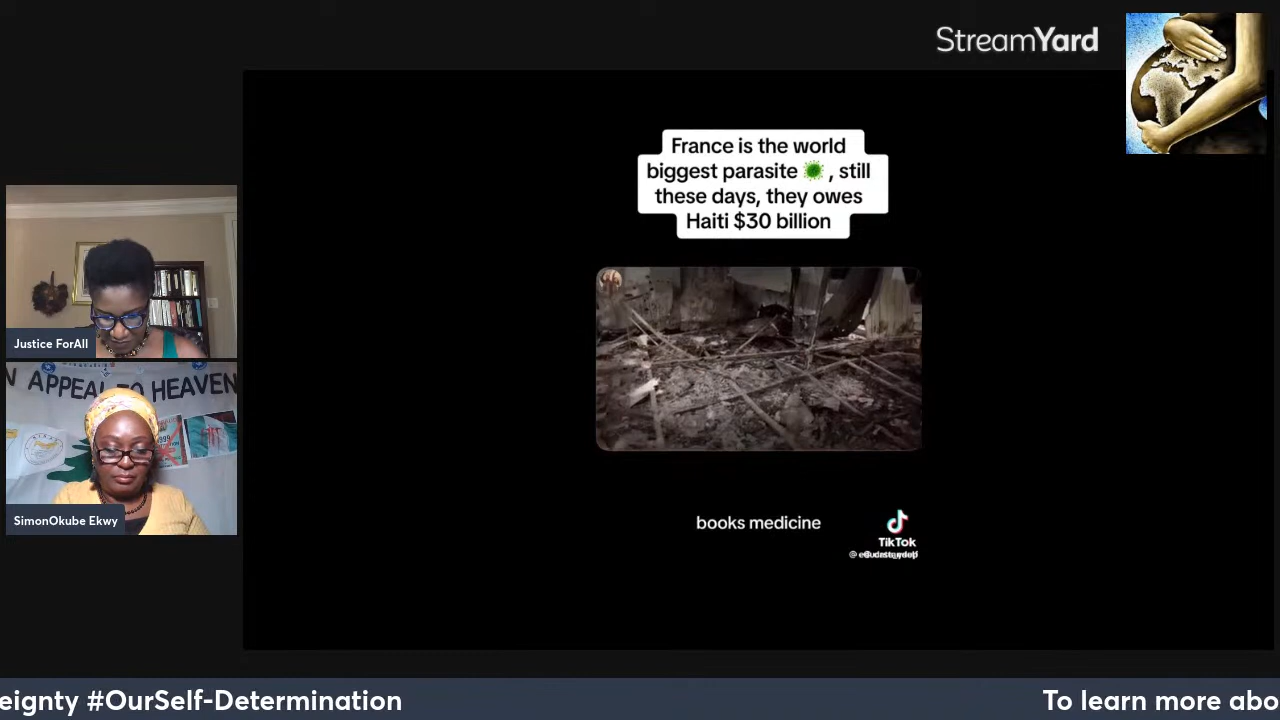 StreamYard
France is the world
biggest parasite 🦠 , still
these days, they owes
Haiti $30 billion
Justice ForAll
N APPEAL TO HEAVEN
SimonOkube Ekwy
books medicine
TikTok
eignty #OurSelf-Determination
To learn more abo